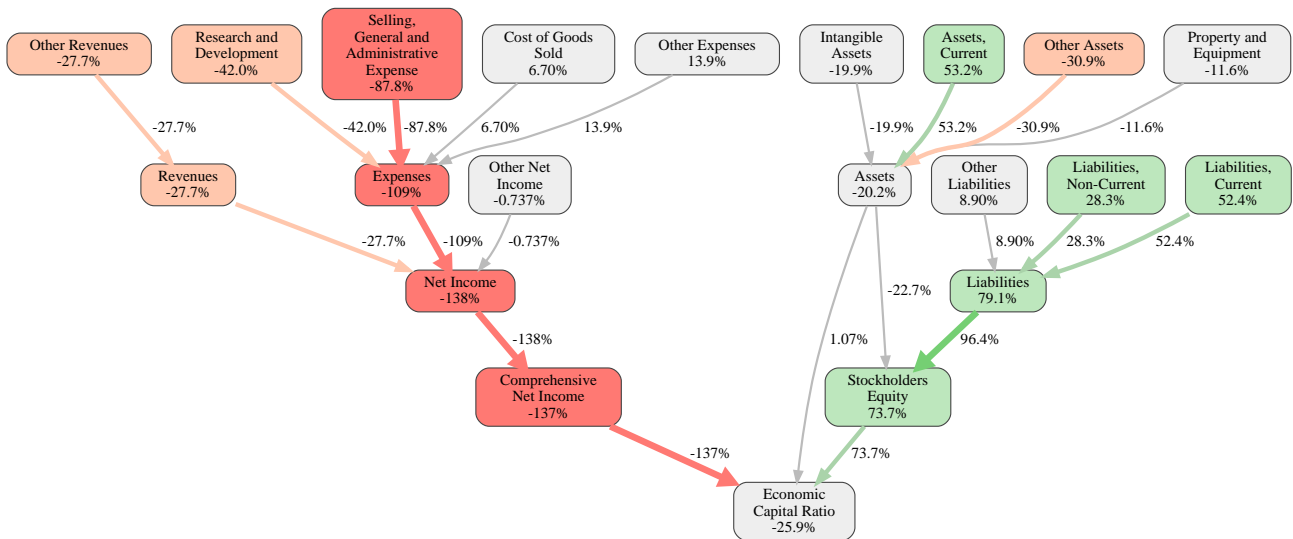 Other Revenues
-27.7%
Research and
Development
-42.0%
Selling,
General and
Administrative
Expense
-87.8%
Cost of Goods
Sold
6.70%
Other Expenses
13.9%
Intangible
Assets
-19.9%
Assets,
Current
53.2%
Other Assets
-30.9%
Property and
Equipment
-11.6%
-27.7%
-42.0%
-87.8%
6.70%
13.9%
-19.9%
53.2%
-30.9%
-11.6%
Revenues
-27.7%
Expenses
-109%
Other Net
Income
-0.737%
Assets
-20.2%
Other
Liabilities
8.90%
Liabilities,
Non-Current
28.3%
Liabilities,
Current
52.4%
-27.7%
-109%
-0.737%
8.90%
28.3%
52.4%
Net Income
-138%
-22.7%
Liabilities
79.1%
-138%
1.07%
96.4%
Comprehensive
Net Income
-137%
Stockholders
Equity
73.7%
-137%
73.7%
Economic
Capital Ratio
-25.9%